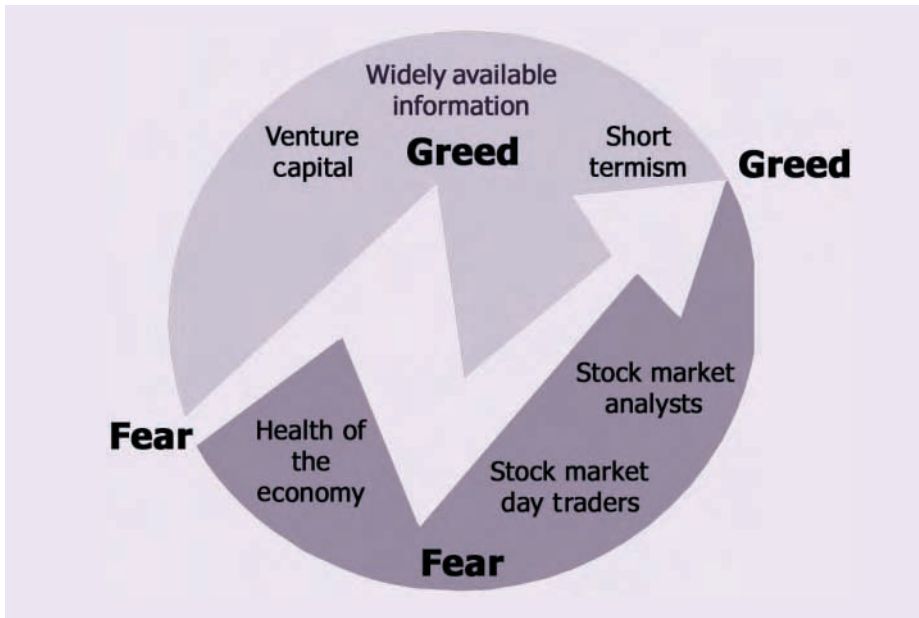 Widely available
information
Venture
capital
Greed
Short
termism
Greed
Fear
Health of
the
economy
Stock market
analysts
Stock market
day traders
Fear